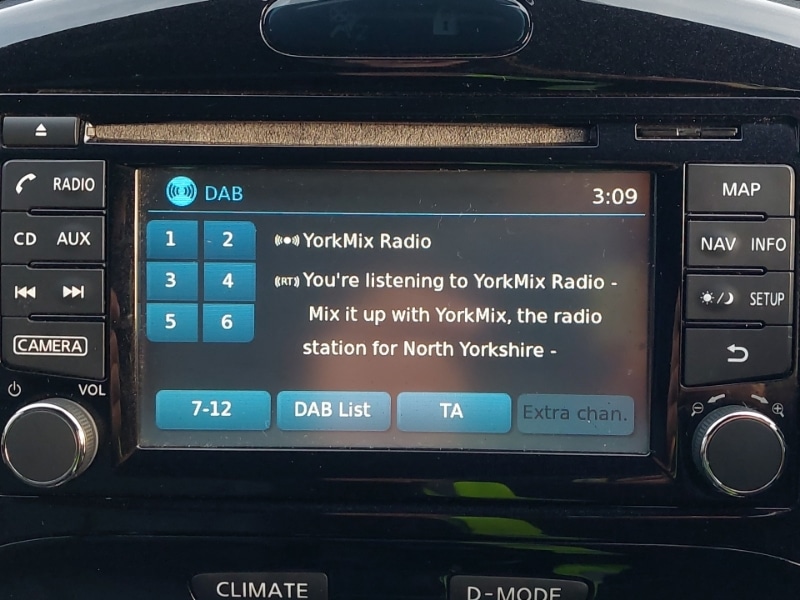 RADIO
DAB
3:09
MAP
CD AUX
1 2
YorkMix Radio
NAV INFO
3 4
(RT) You're listening to YorkMix Radio -
SETUP
5 6
Mix it up with YorkMix, the radio
CAMERA
station for North Yorkshire -
VOL
7-12
DAB List
TA
Extra chan.
CLIMATE
D-MODE